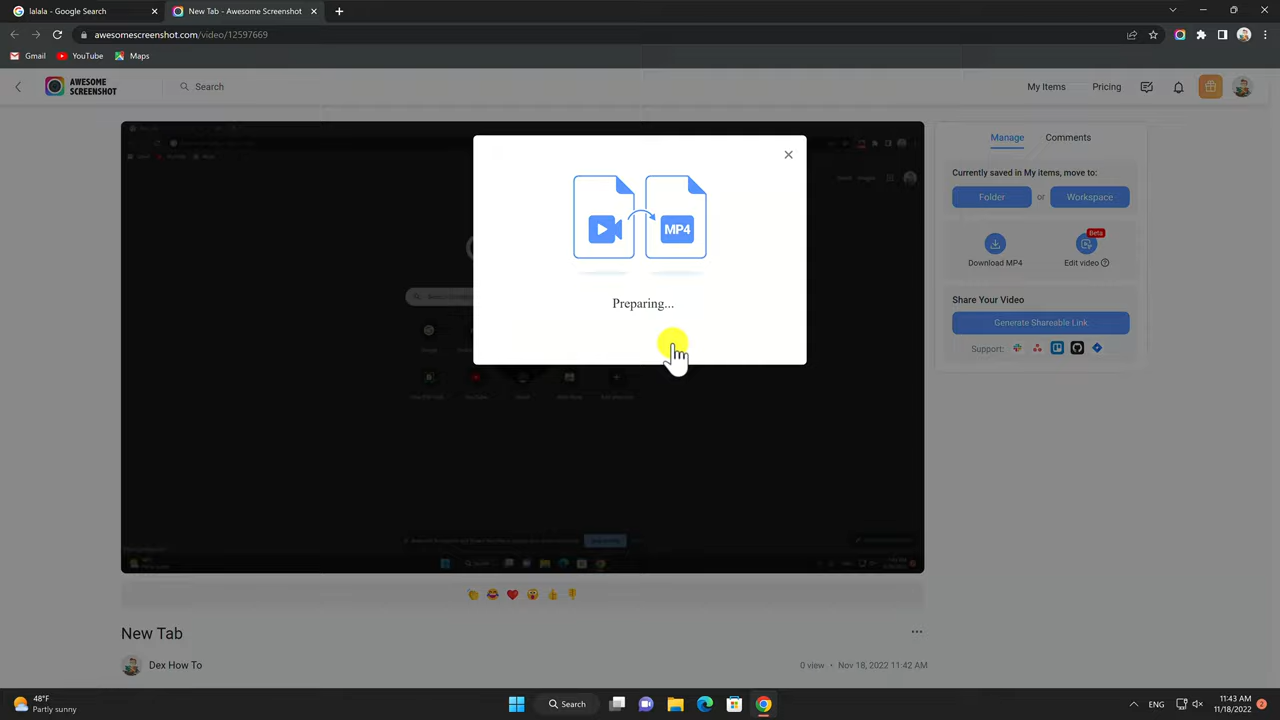 lalala - Google Search
New Tab - Awesome Screenshot
awesomescreenshot.com/video/12597669
Gmail
YouTube
Maps
AWESOME
SCREENSHOT
Search
My Items
Pricing
Manage
Comments
Currently saved in My items, move to:
Folder
or
Workspace
Beta
Download MP4
Edit video
Share Your Video
Generate Shareable Link
Support:
MP4
Preparing...
New Tab
Dex How To
0 view • Nov 18, 2022 11:42 AM
48°F
Partly sunny
Search
ENG
11:43 AM
11/18/2022
2